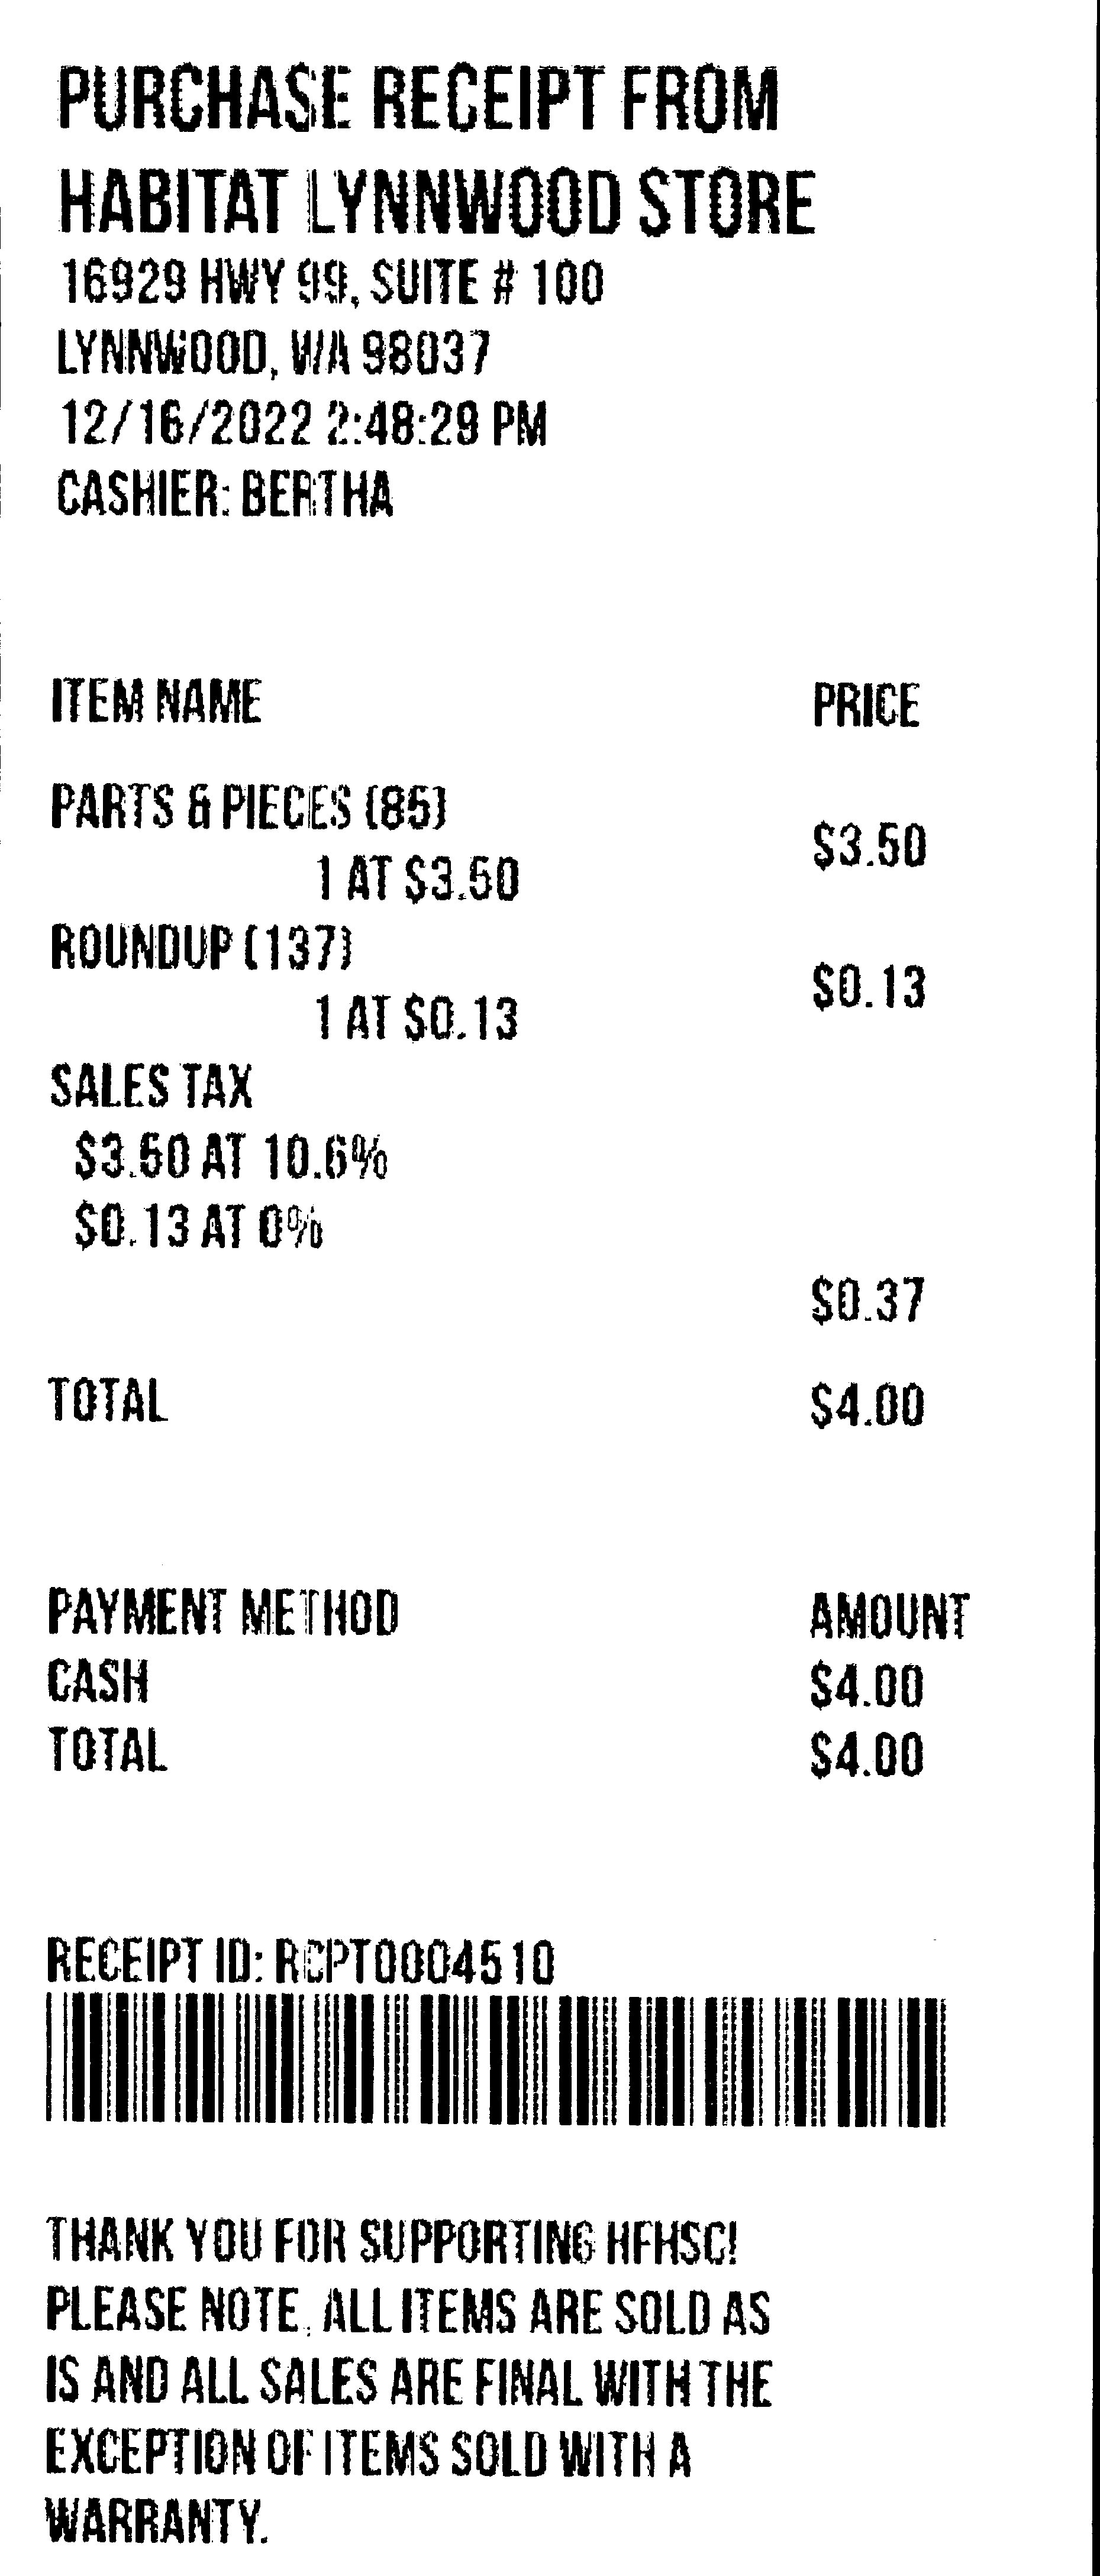 PURCHASE RECEIPT FROM
HABITAT LYNNWOOD STORE
16929 HWY 99, SUITE # 100
LYNNWOOD, WA 98037
12/16/2022 2:48:29 PM
CASHIER: BERTHA
ITEM NAME PRICE
PARTS & PIECES (85)
$3.50
1 AT $3.50
ROUNDUP (137)
$0.13
1 AT $0.13
SALES TAX
$3.50 AT 10.6%
$0.13 AT 0%
$0.37
TOTAL $4.00
PAYMENT METHOD AMOUNT
CASH $4.00
TOTAL $4.00
RECEIPT ID: RCPT0004510
THANK YOU FOR SUPPORTING HFHSC!
PLEASE NOTE, ALL ITEMS ARE SOLD AS
IS AND ALL SALES ARE FINAL WITH THE
EXCEPTION OF ITEMS SOLD WITH A
WARRANTY.